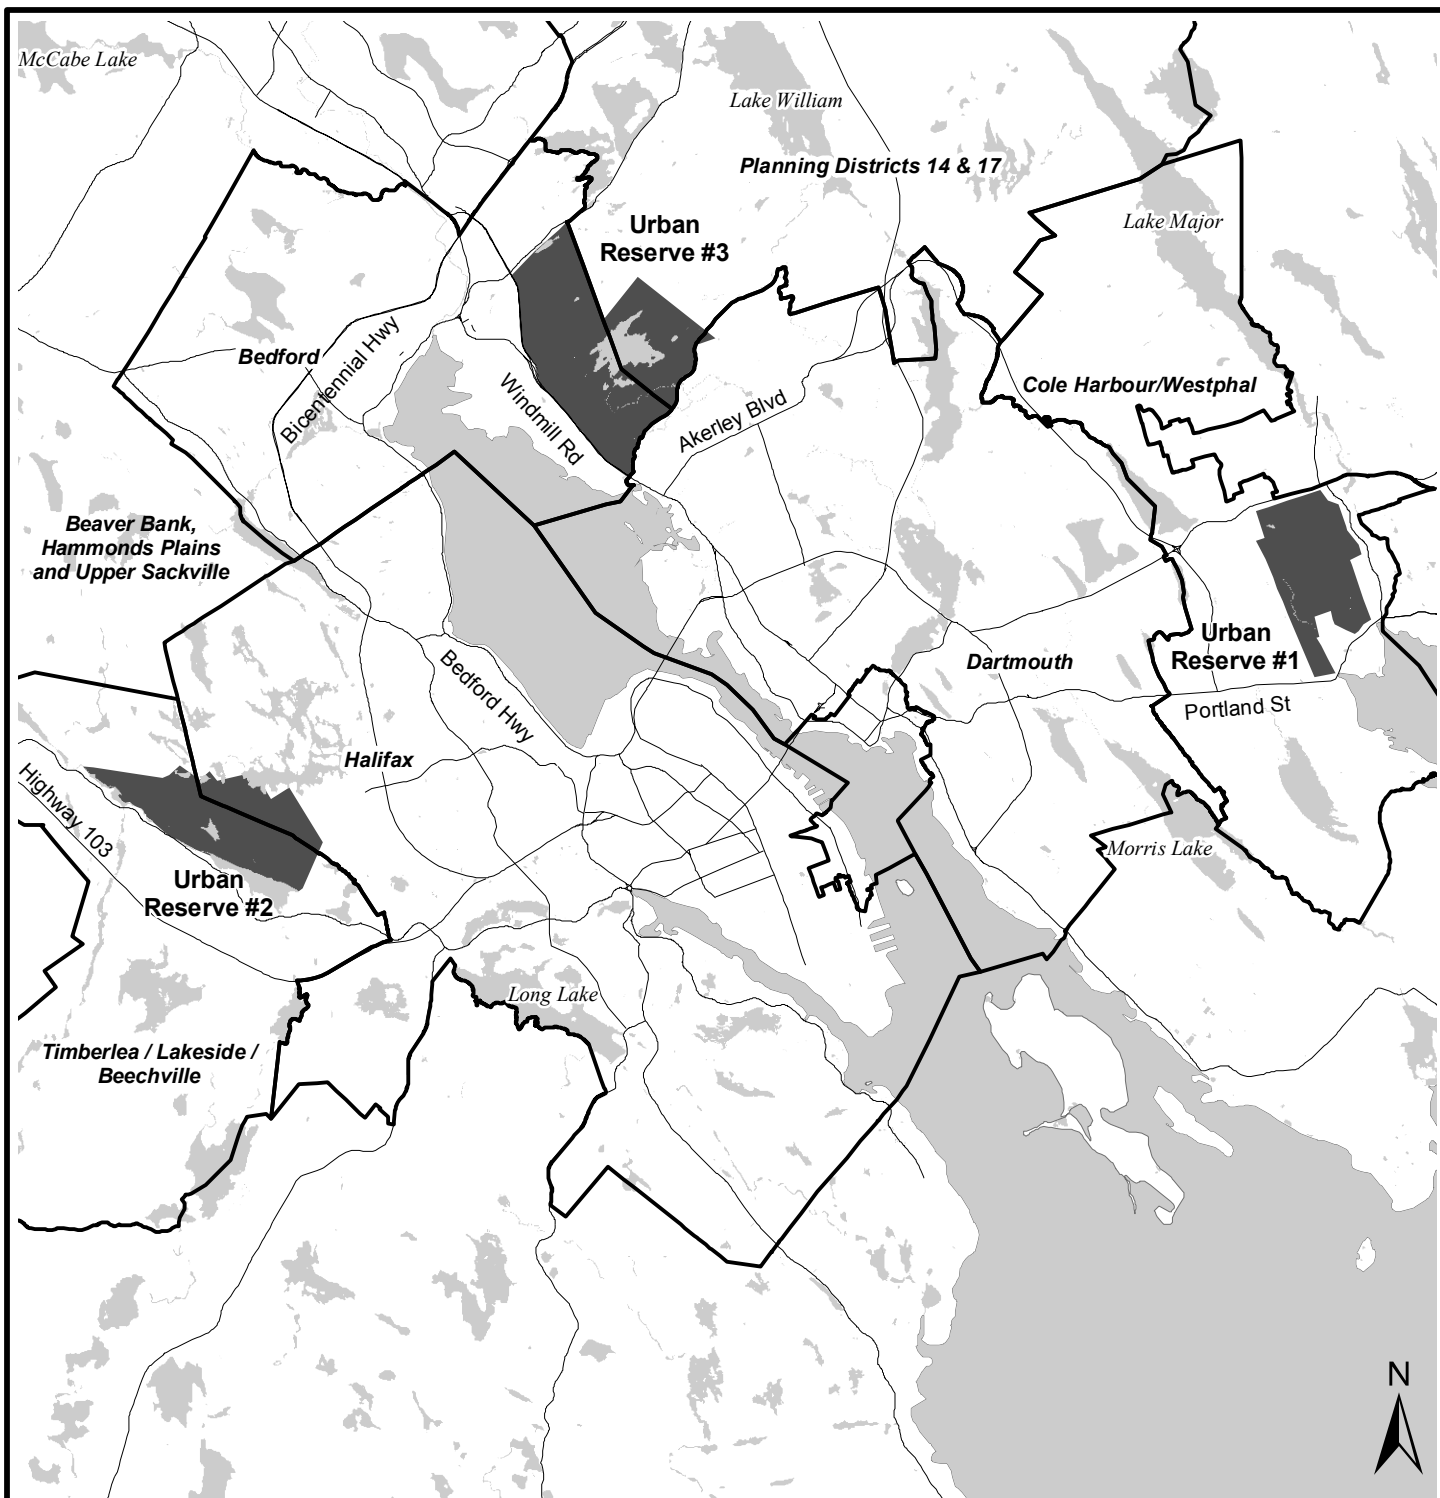 McCabe Lake
Lake William
Planning Districts 14 & 17
Urban
Reserve #3
Lake Major
Bedford
Bicentennial Hwy
Windmill Rd
Akerley Blvd
Cole Harbour/Westphal
Beaver Bank,
Hammonds Plains
and Upper Sackville
Urban
Reserve #1
Dartmouth
Bedford Hwy
Portland St
Halifax
Highway 103
Urban
Reserve #2
Morris Lake
Long Lake
Timberlea / Lakeside /
Beechville
N